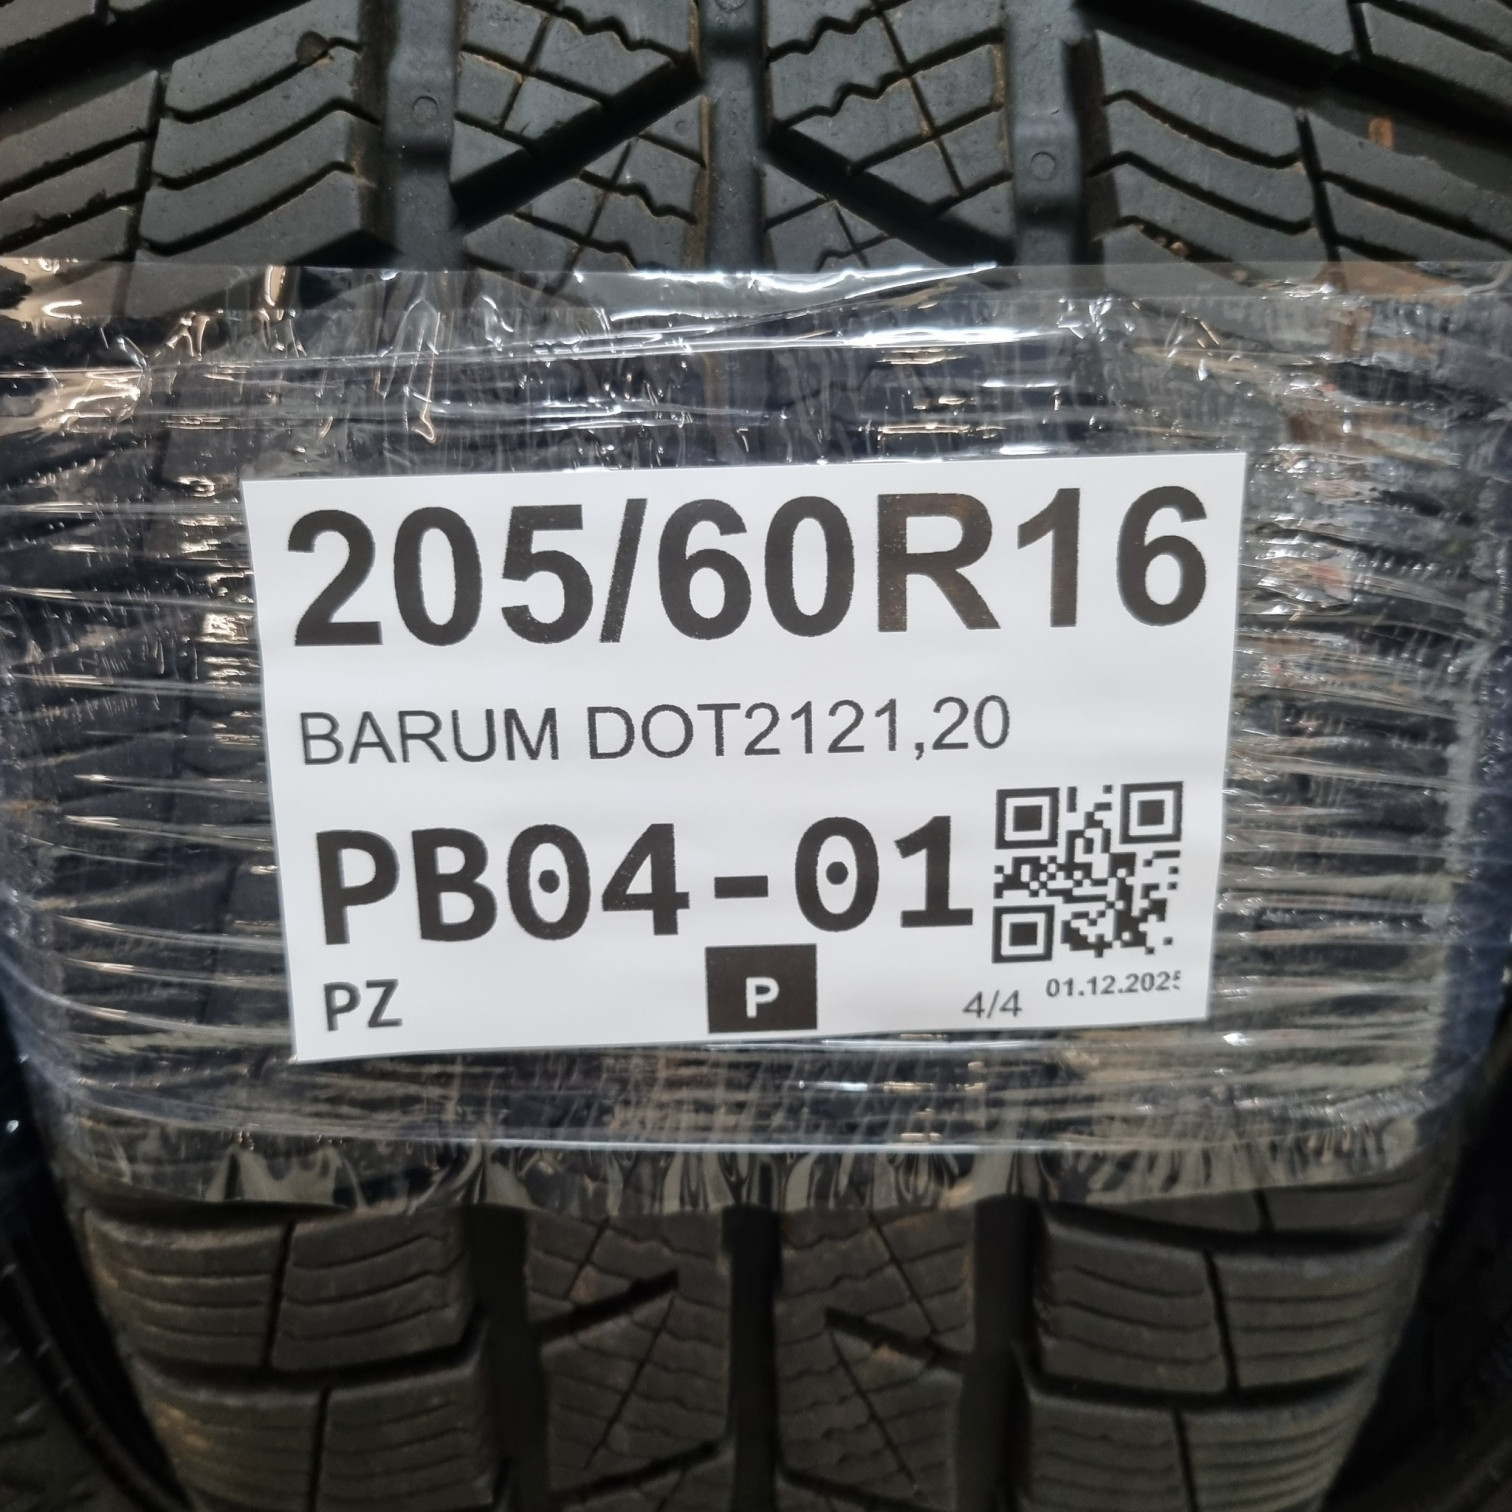 205/60R16
BARUM DOT2121,20
PB04-01
PZ P 4/4 01.12.2025